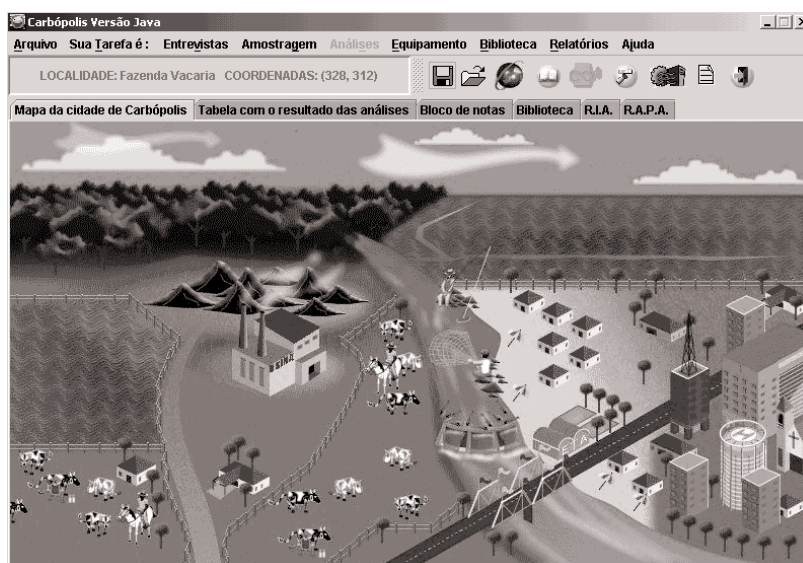 Carbópolis Versão Java
Arquivo Sua Tarefa é : Entrevistas Amostragem Análises Equipamento Biblioteca Relatórios Ajuda
LOCALIDADE: Fazenda Vacaria COORDENADAS: (328, 312)
Mapa da cidade de Carbópolis Tabela com o resultado das análises Bloco de notas Biblioteca R.I.A. R.A.P.A.
USINA